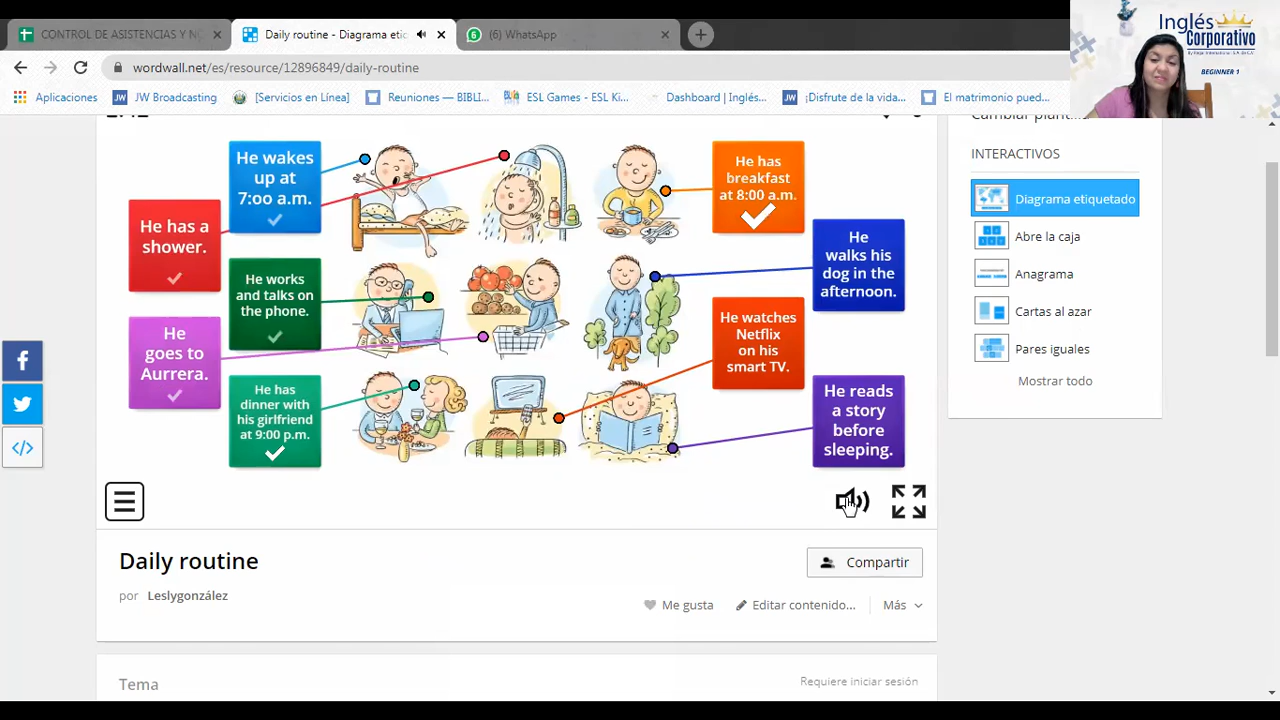 CONTROL DE ASISTENCIAS Y N
Daily routine - Diagrama etic
(6) WhatsApp
wordwall.net/es/resource/12896849/daily-routine
Aplicaciones
JW Broadcasting
[Servicios en Línea]
Reuniones — BIBLI...
ESL Games - ESL Ki...
Dashboard | Inglés...
¡Disfrute de la vida...
El matrimonio pued...
Inglés
Corporativo
BEGINNER 1
He wakes
up at
7:oo a.m.
He has a
shower.
He works
and talks on
the phone.
He
goes to
Aurrera.
He has
dinner with
his girlfriend
at 9:00 p.m.
He has
breakfast
at 8:00 a.m.
He
walks his
dog in the
afternoon.
He watches
Netflix
on his
smart TV.
He reads
a story
before
sleeping.
INTERACTIVOS
Diagrama etiquetado
Abre la caja
Anagrama
Cartas al azar
Pares iguales
Mostrar todo
Daily routine
Compartir
por Leslygonzález
Me gusta
Editar contenido...
Más
Tema
Requiere iniciar sesión